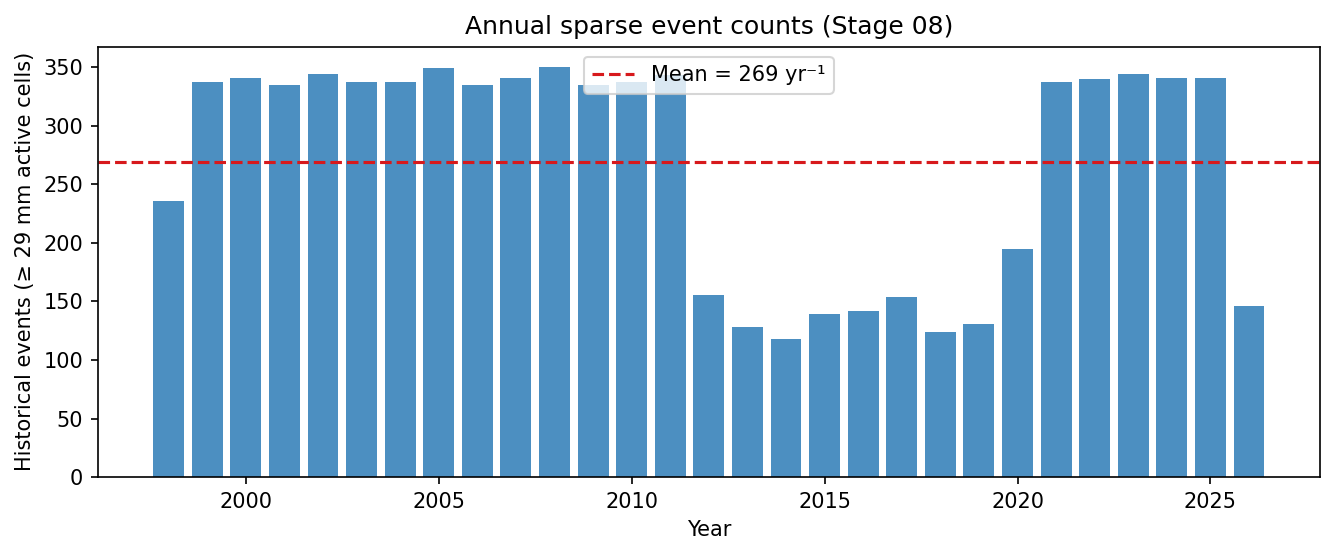 Annual sparse event counts (Stage 08)
Mean = 269 yr⁻¹
Historical events (≥ 29 mm active cells)
350
300
250
200
150
100
50
0
2000 2005 2010 2015 2020 2025
Year